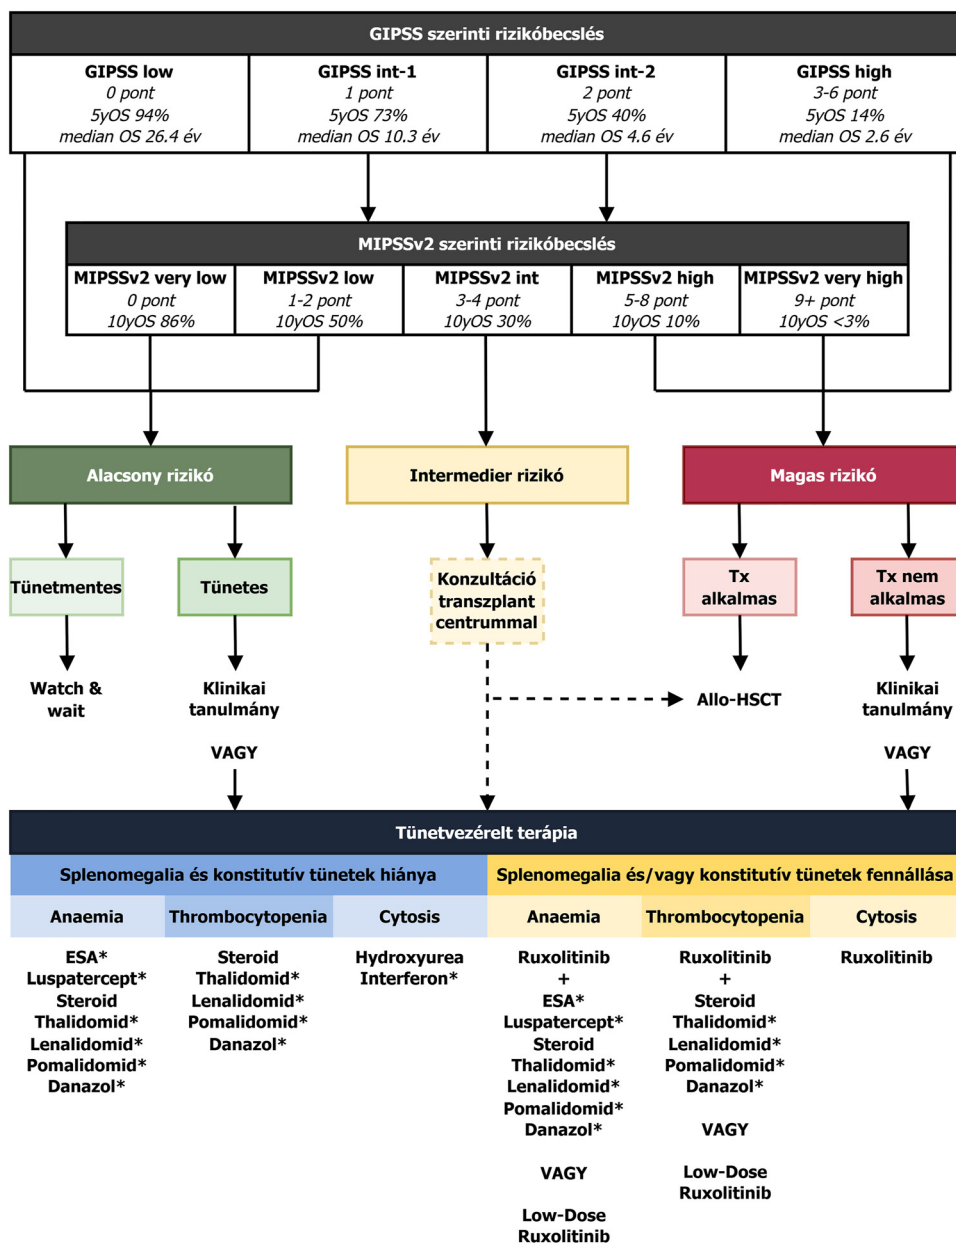 GIPSS szerinti rizikóbecslés
GIPSS low
0 pont
5yOS 94%
median OS 26.4 év
GIPSS int-1
1 pont
5yOS 73%
median OS 10.3 év
GIPSS int-2
2 pont
5yOS 40%
median OS 4.6 év
GIPSS high
3-6 pont
5yOS 14%
median OS 2.6 év
MIPSSv2 szerinti rizikóbecslés
MIPSSv2 very low
0 pont
10yOS 86%
MIPSSv2 low
1-2 pont
10yOS 50%
MIPSSv2 int
3-4 pont
10yOS 30%
MIPSSv2 high
5-8 pont
10yOS 10%
MIPSSv2 very high
9+ pont
10yOS <3%
Alacsony rizikó
Intermedier rizikó
Magas rizikó
Tünetmentes
Tünetes
Konzultáció
transzplant
centrummal
Tx
alkalmas
Tx nem
alkalmas
Watch &
wait
Klinikai
tanulmány
VAGY
Allo-HSCT
Klinikai
tanulmány
VAGY
Tünetvezérelt terápia
Splenomegalia és konstitutív tünetek hiánya
Splenomegalia és/vagy konstitutív tünetek fennállása
Anaemia
Thrombocytopenia
Cytosis
Anaemia
Thrombocytopenia
Cytosis
ESA*
Luspatercept*
Steroid
Thalidomid*
Lenalidomid*
Pomalidomid*
Danazol*
Steroid
Thalidomid*
Lenalidomid*
Pomalidomid*
Danazol*
Hydroxyurea
Interferon*
Ruxolitinib
+
ESA*
Luspatercept*
Steroid
Thalidomid*
Lenalidomid*
Pomalidomid*
Danazol*
VAGY
Low-Dose
Ruxolitinib
Ruxolitinib
+
Steroid
Thalidomid*
Lenalidomid*
Pomalidomid*
Danazol*
VAGY
Low-Dose
Ruxolitinib
Ruxolitinib